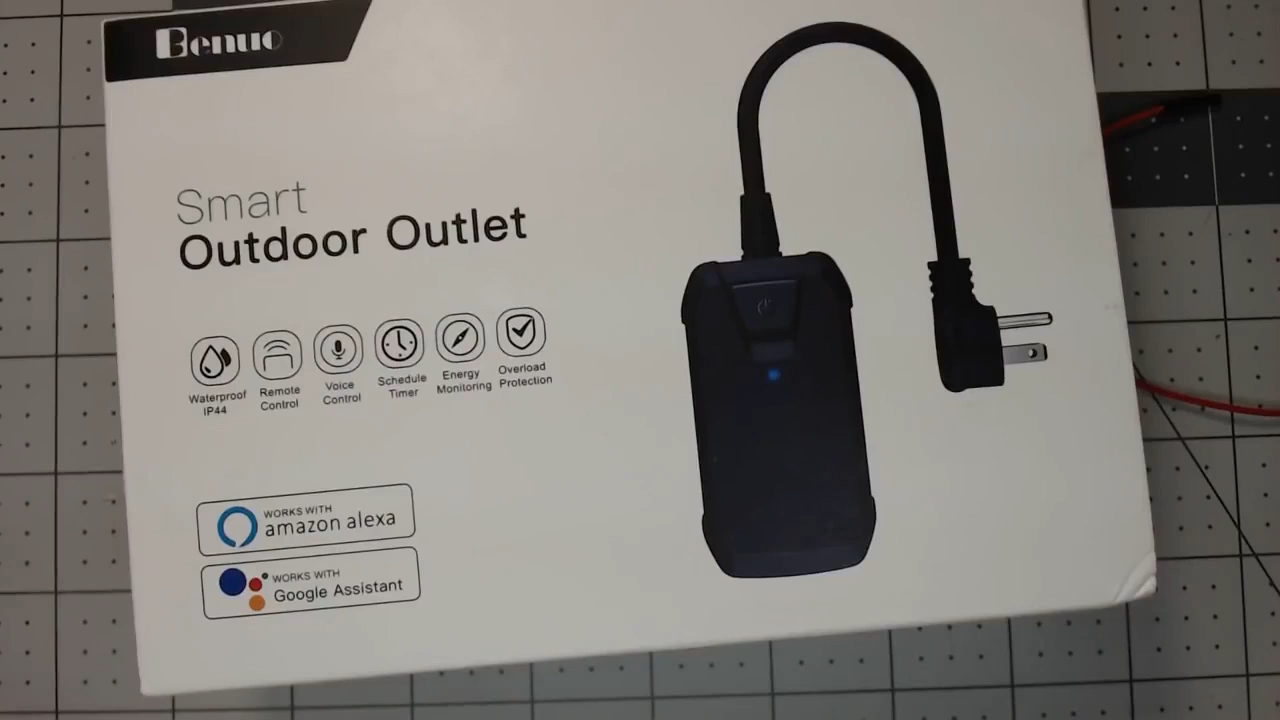 Benuo
Smart
Outdoor Outlet
Waterproof
IP44
Remote
Control
Voice
Control
Schedule
Timer
Energy
Monitoring
Overload
Protection
WORKS WITH
amazon alexa
WORKS WITH
Google Assistant